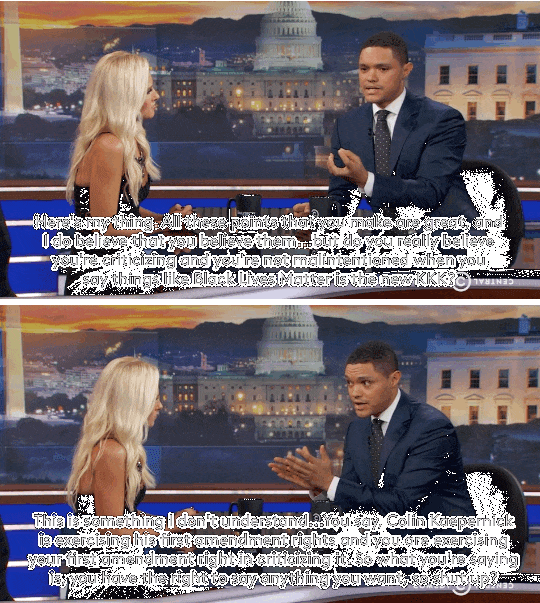 Here's my thing. All these points that you make are great, and
I do believe that you believe them... but do you really believe
you're criticizing and you're not malintentioned when you
say things like Black Lives Matter is the new KKK?
CENTRAL
This is something I don't understand...You say, Colin Kaepernick
is exercising his first amendment rights, and you are exercising
your first amendment right in criticizing it. So what you're saying
is, you have the right to say anything you want, so shut up?